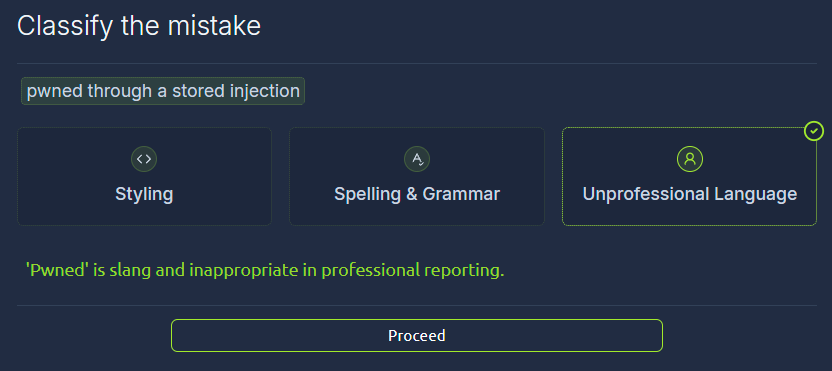 Classify the mistake
pwned through a stored injection
Styling
Spelling & Grammar
Unprofessional Language
'Pwned' is slang and inappropriate in professional reporting.
Proceed